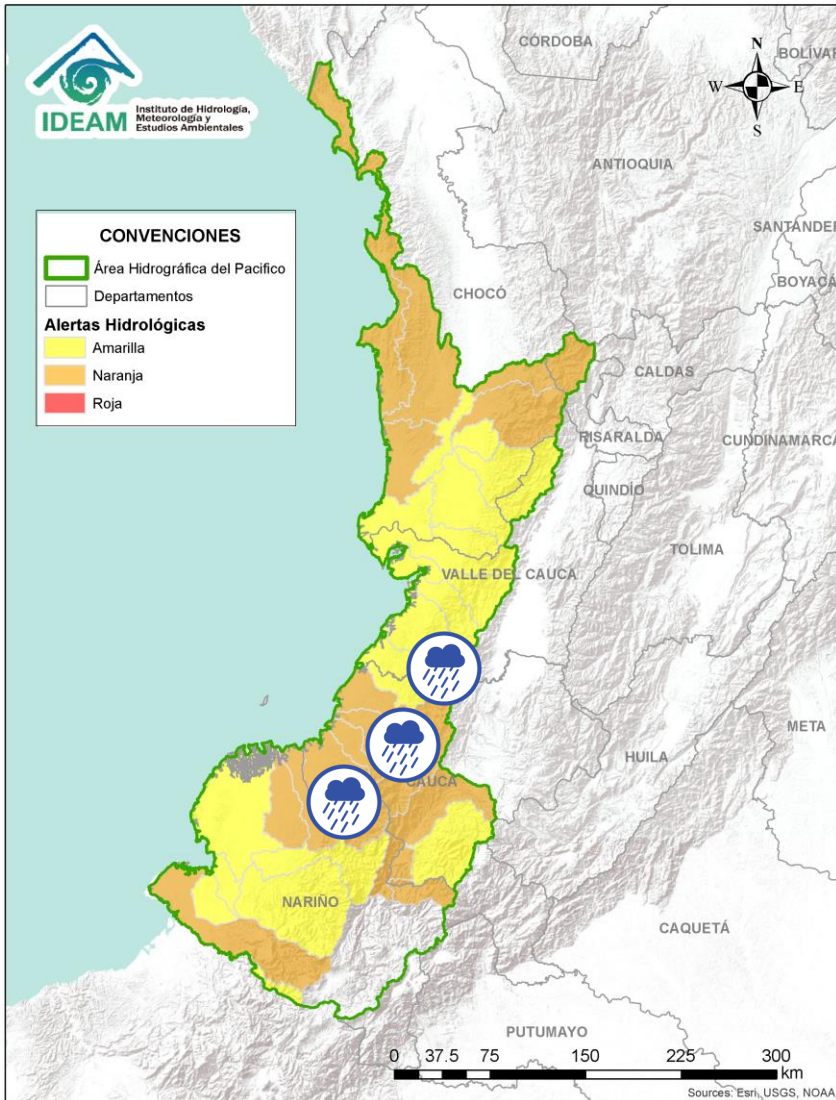 IDEAM
Instituto de Hidrología,
Meteorología y
Estudios Ambientales
CONVENCIONES
Área Hidrográfica del Pacifico
Departamentos
Alertas Hidrológicas
Amarilla
Naranja
Roja
N
W
E
S
CÓRDOBA
BOLÍVAR
ANTIOQUIA
SANTANDER
BOYACÁ
CHOCÓ
CALDAS
RISARALDA
CUNDINAMARCA
QUINDÍO
TOLIMA
VALLE DEL CAUCA
META
HUILA
CAUCA
NARIÑO
CAQUETÁ
PUTUMAYO
0 37.5 75 150 225 300
km
Sources: Esri, USGS, NOAA